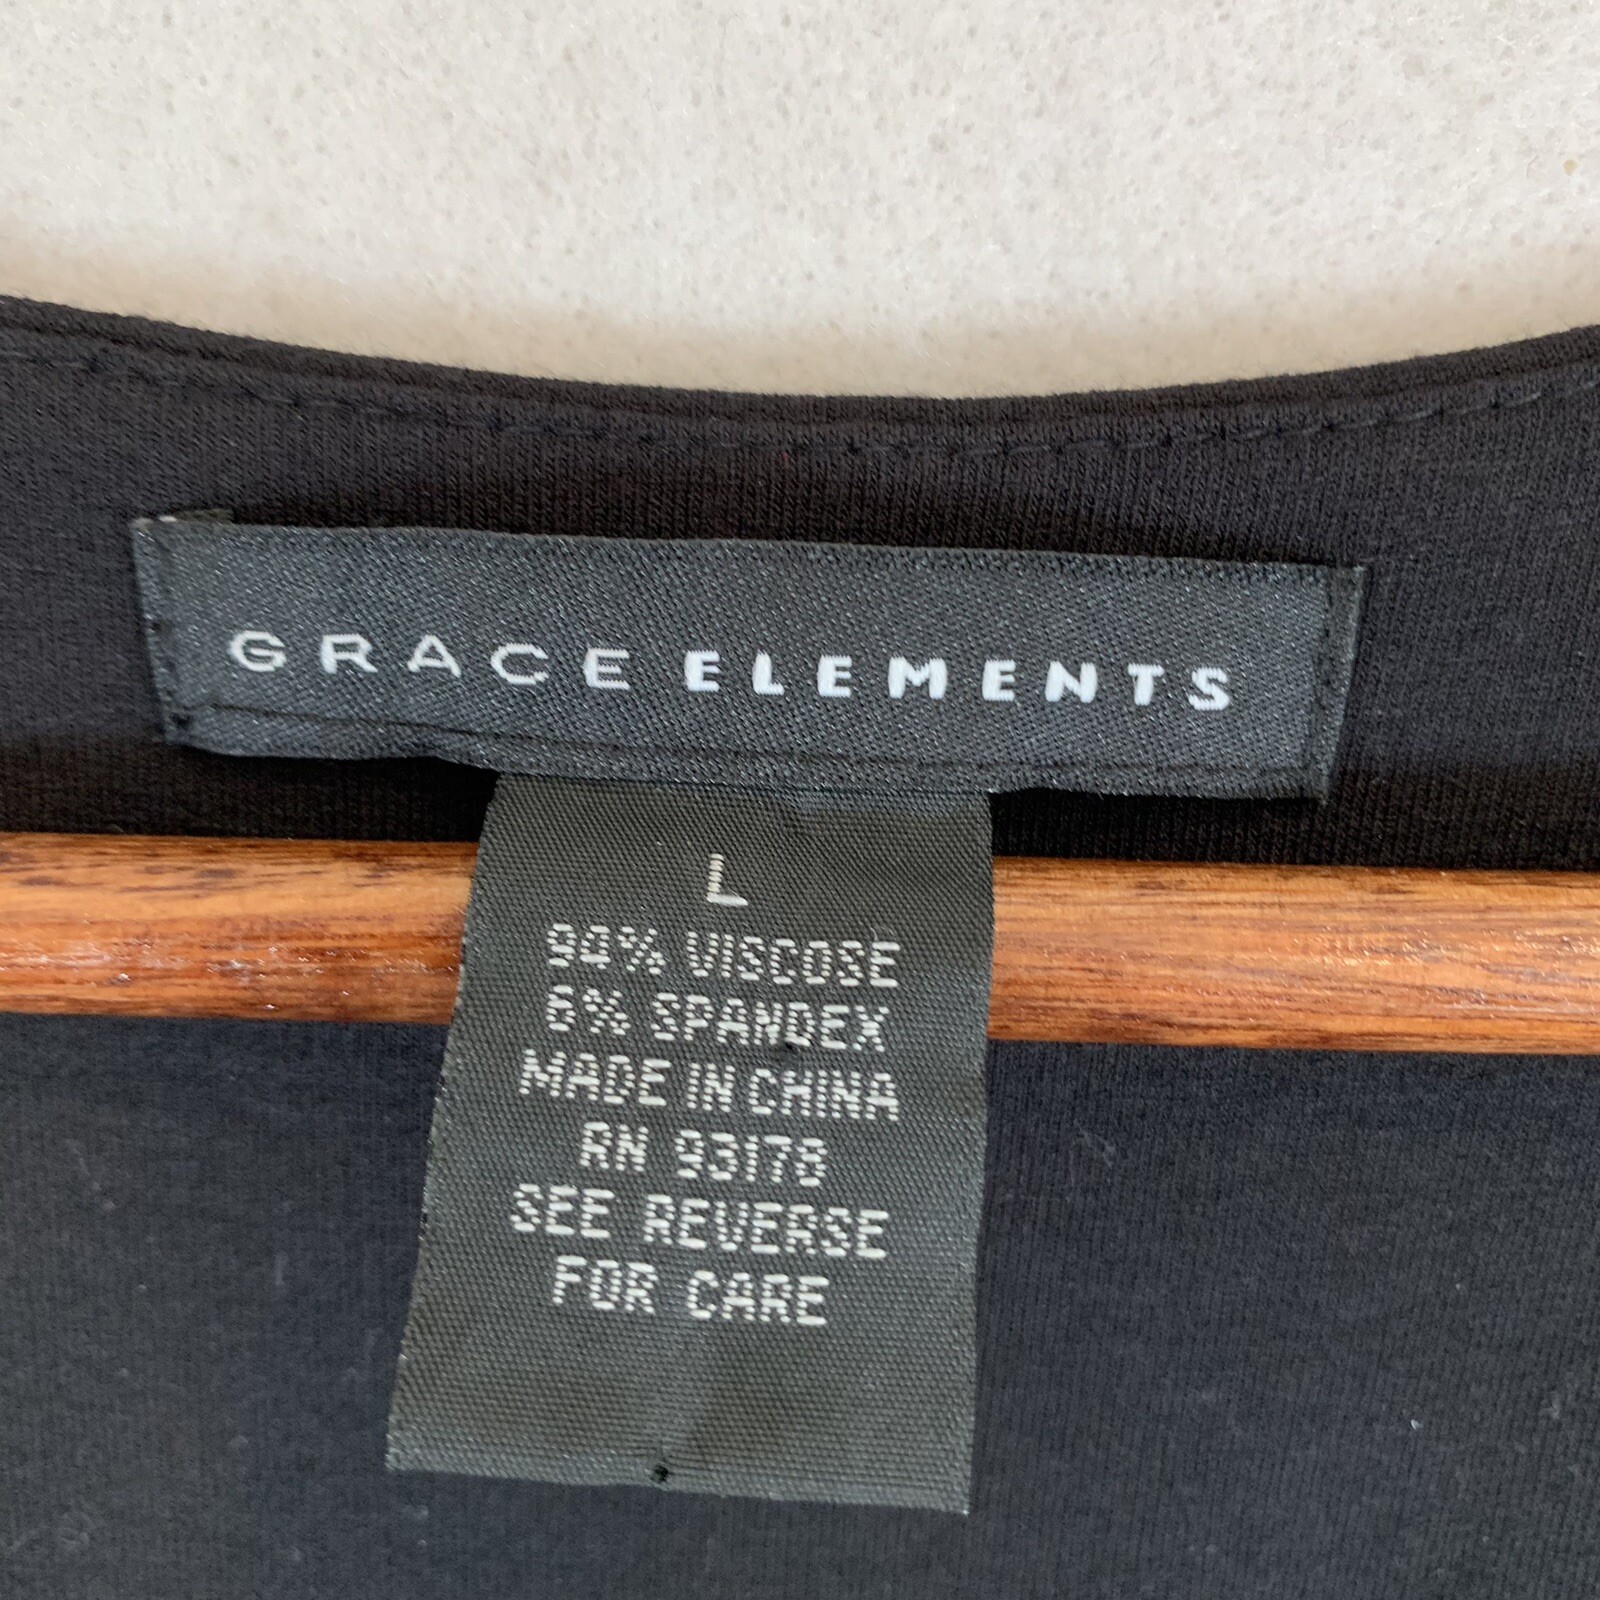 GRACE ELEMENTS
L
94% VISCOSE
6% SPANDEX
MADE IN CHINA
RN 93178
SEE REVERSE
FOR CARE